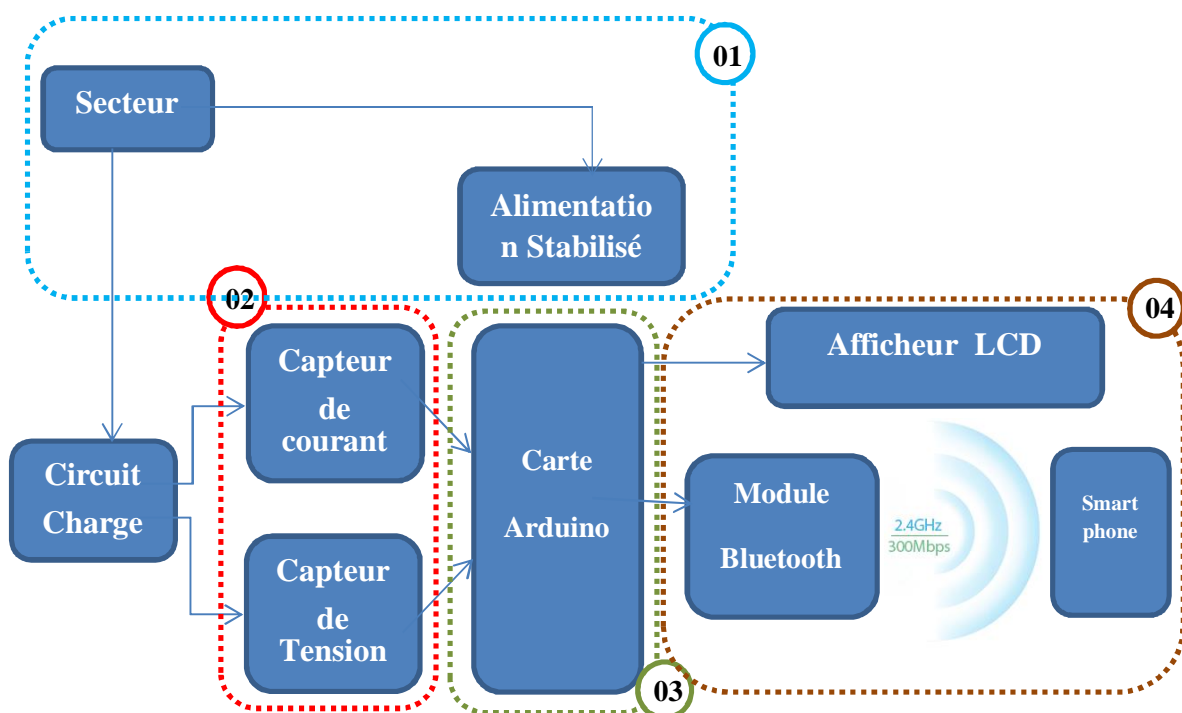 01
Secteur
Alimentatio
n Stabilisé
02
04
Capteur
de
courant
Afficheur LCD
Circuit
Charge
Carte
Arduino
Module
Bluetooth
2.4GHz
300Mbps
Smart
phone
Capteur
de
Tension
03